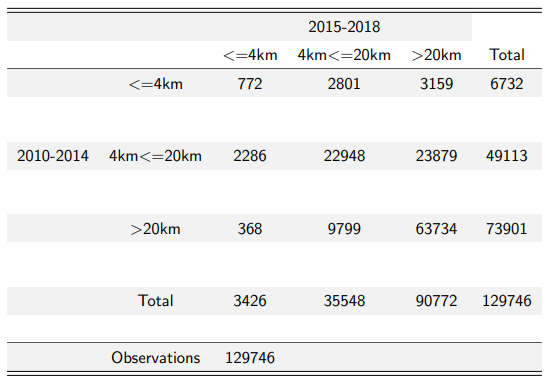 2015-2018
<=4km 4km<=20km >20km Total
<=4km 772 2801 3159 6732
2010-2014 4km<=20km 2286 22948 23879 49113
>20km 368 9799 63734 73901
Total 3426 35548 90772 129746
Observations 129746